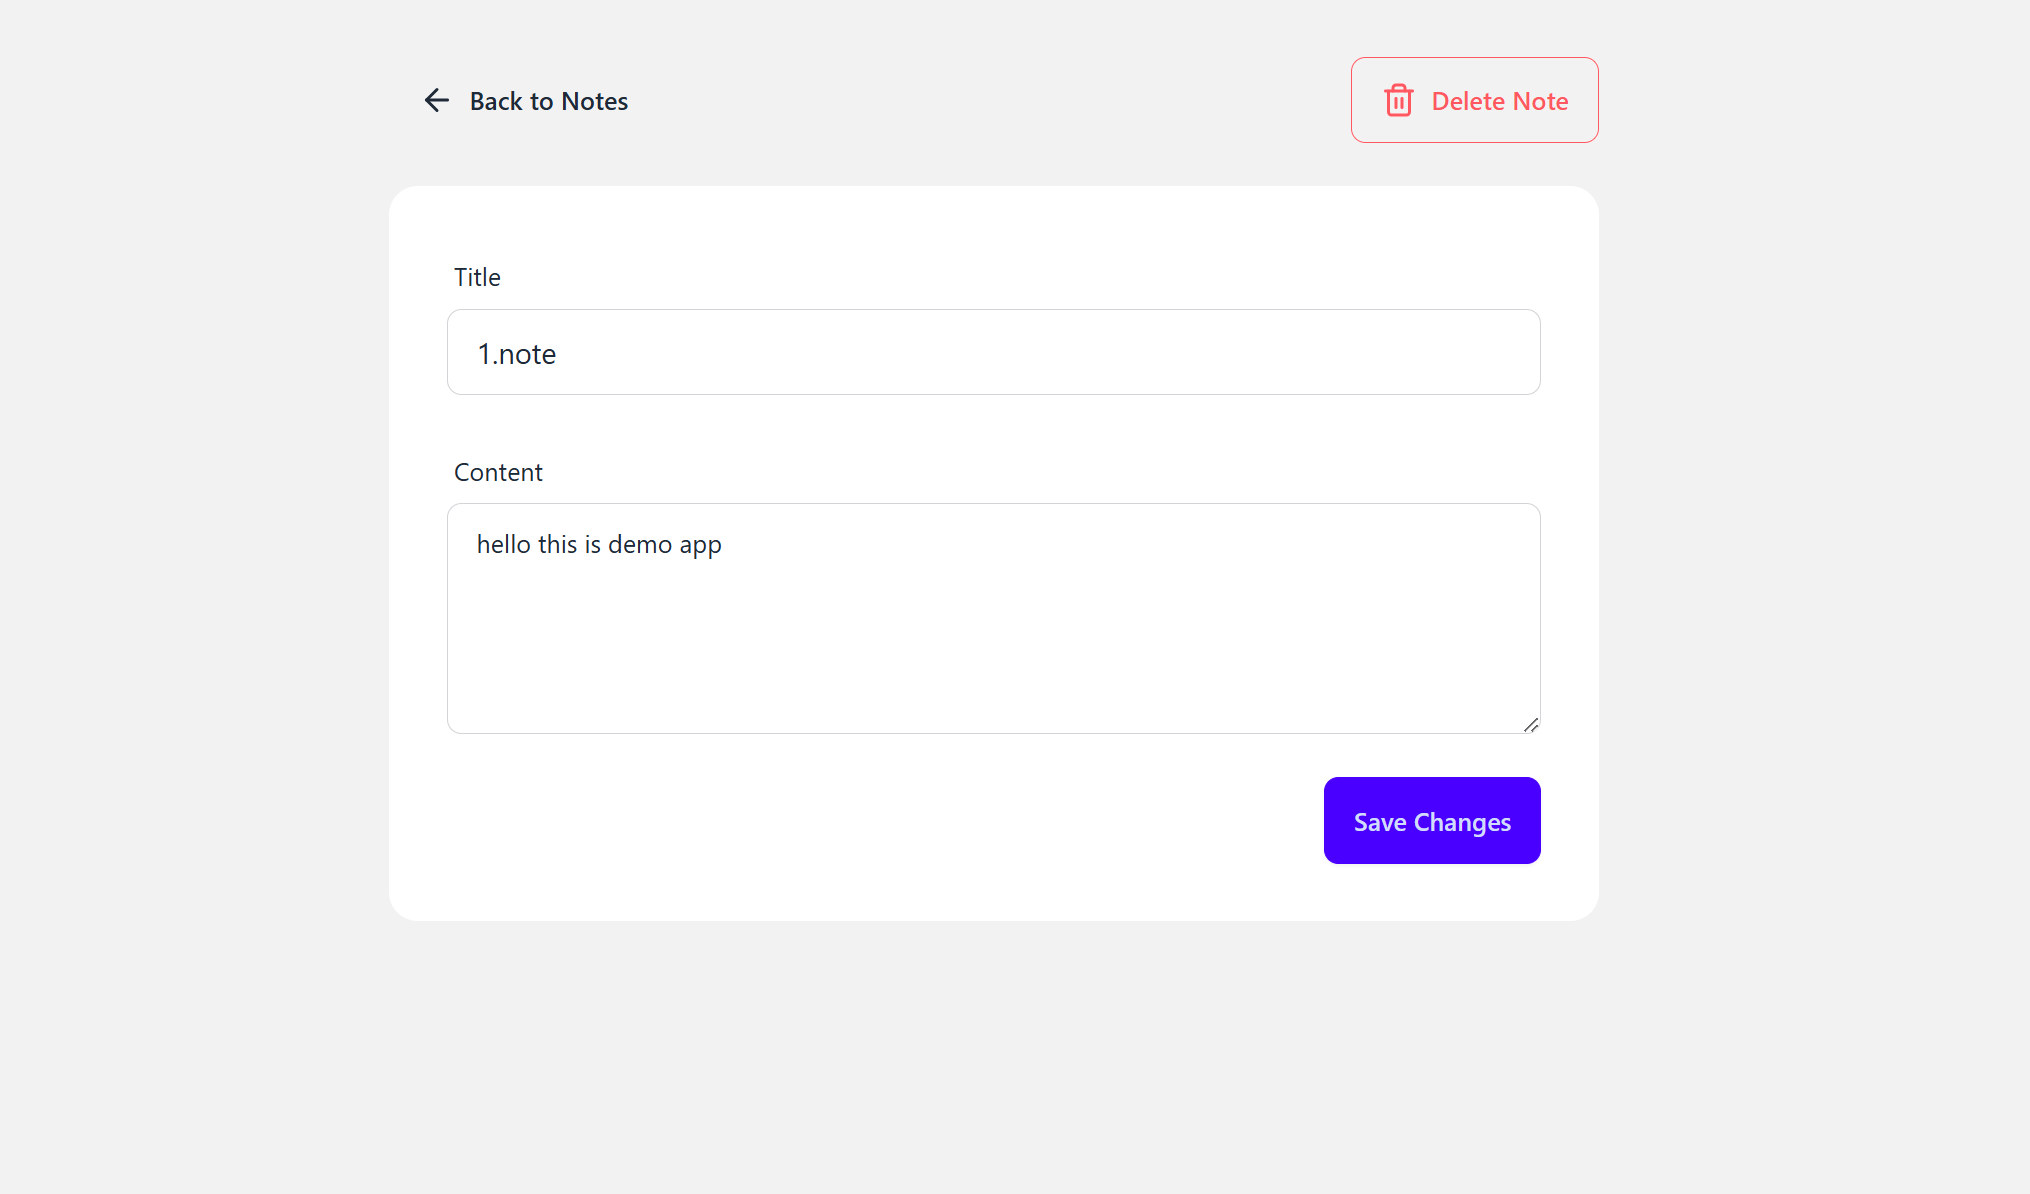 Back to Notes
Delete Note
Title
1.note
Content
hello this is demo app
Save Changes